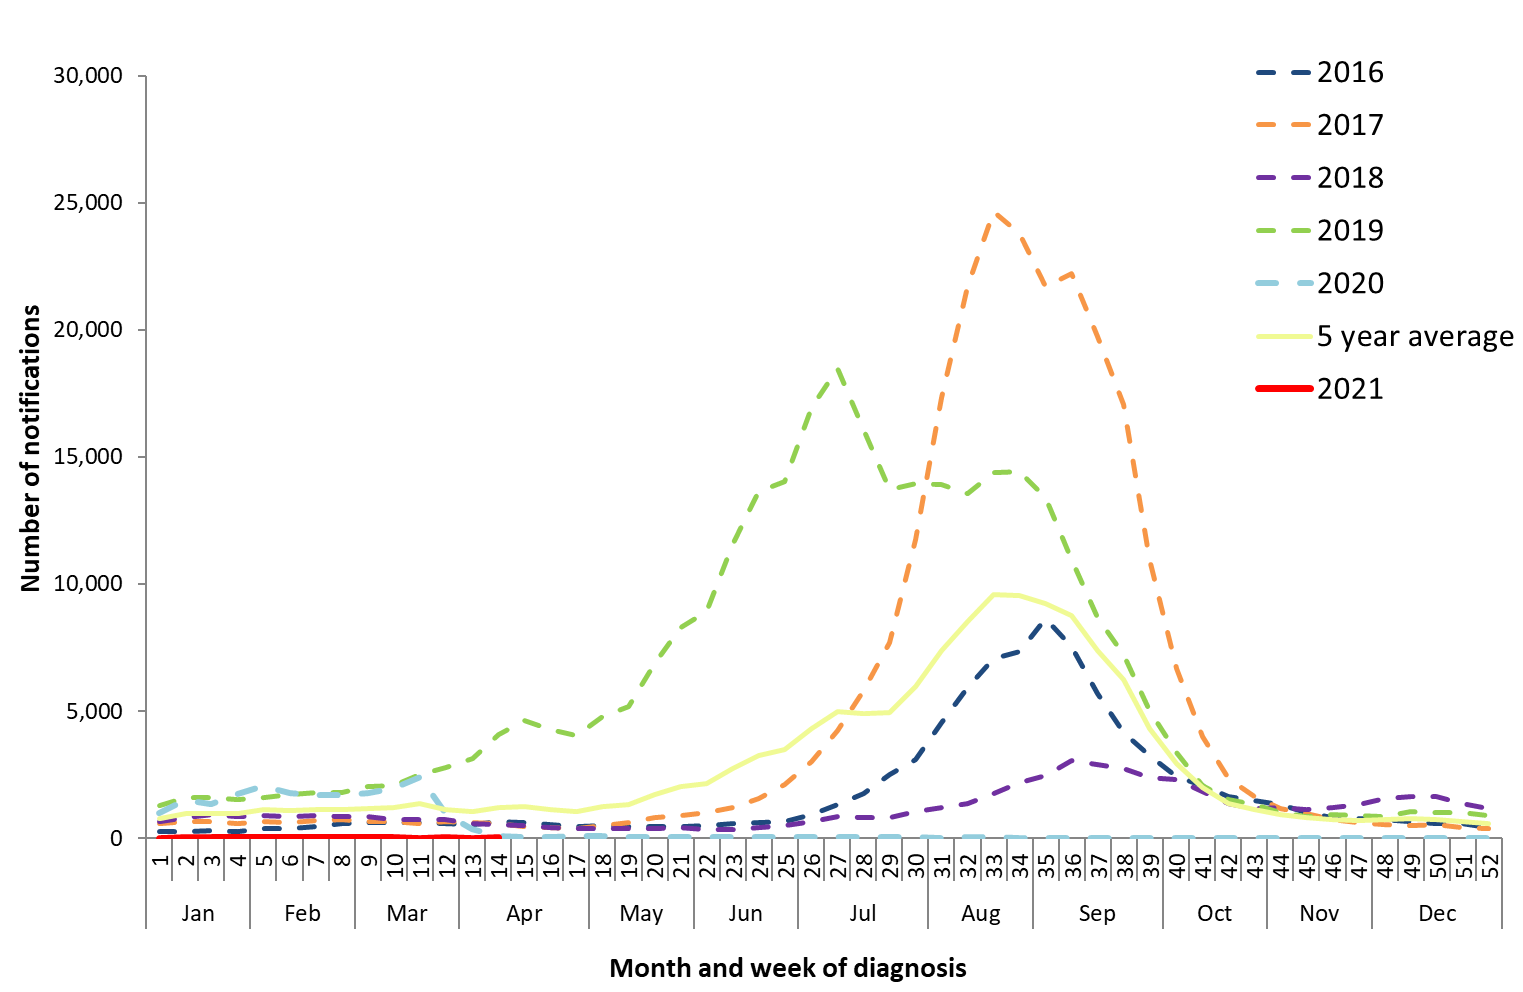 30,000
25,000
20,000
15,000
10,000
5,000
0
Number of notifications
2016
2017
2018
2019
2020
5 year average
2021
1 2 3 4 5 6 7 8 9 10 11 12 13 14 15 16 17 18 19 20 21 22 23 24 25 26 27 28 29 30 31 32 33 34 35 36 37 38 39 40 41 42 43 44 45 46 47 48 49 50 51 52
Jan Feb Mar Apr May Jun Jul Aug Sep Oct Nov Dec
Month and week of diagnosis